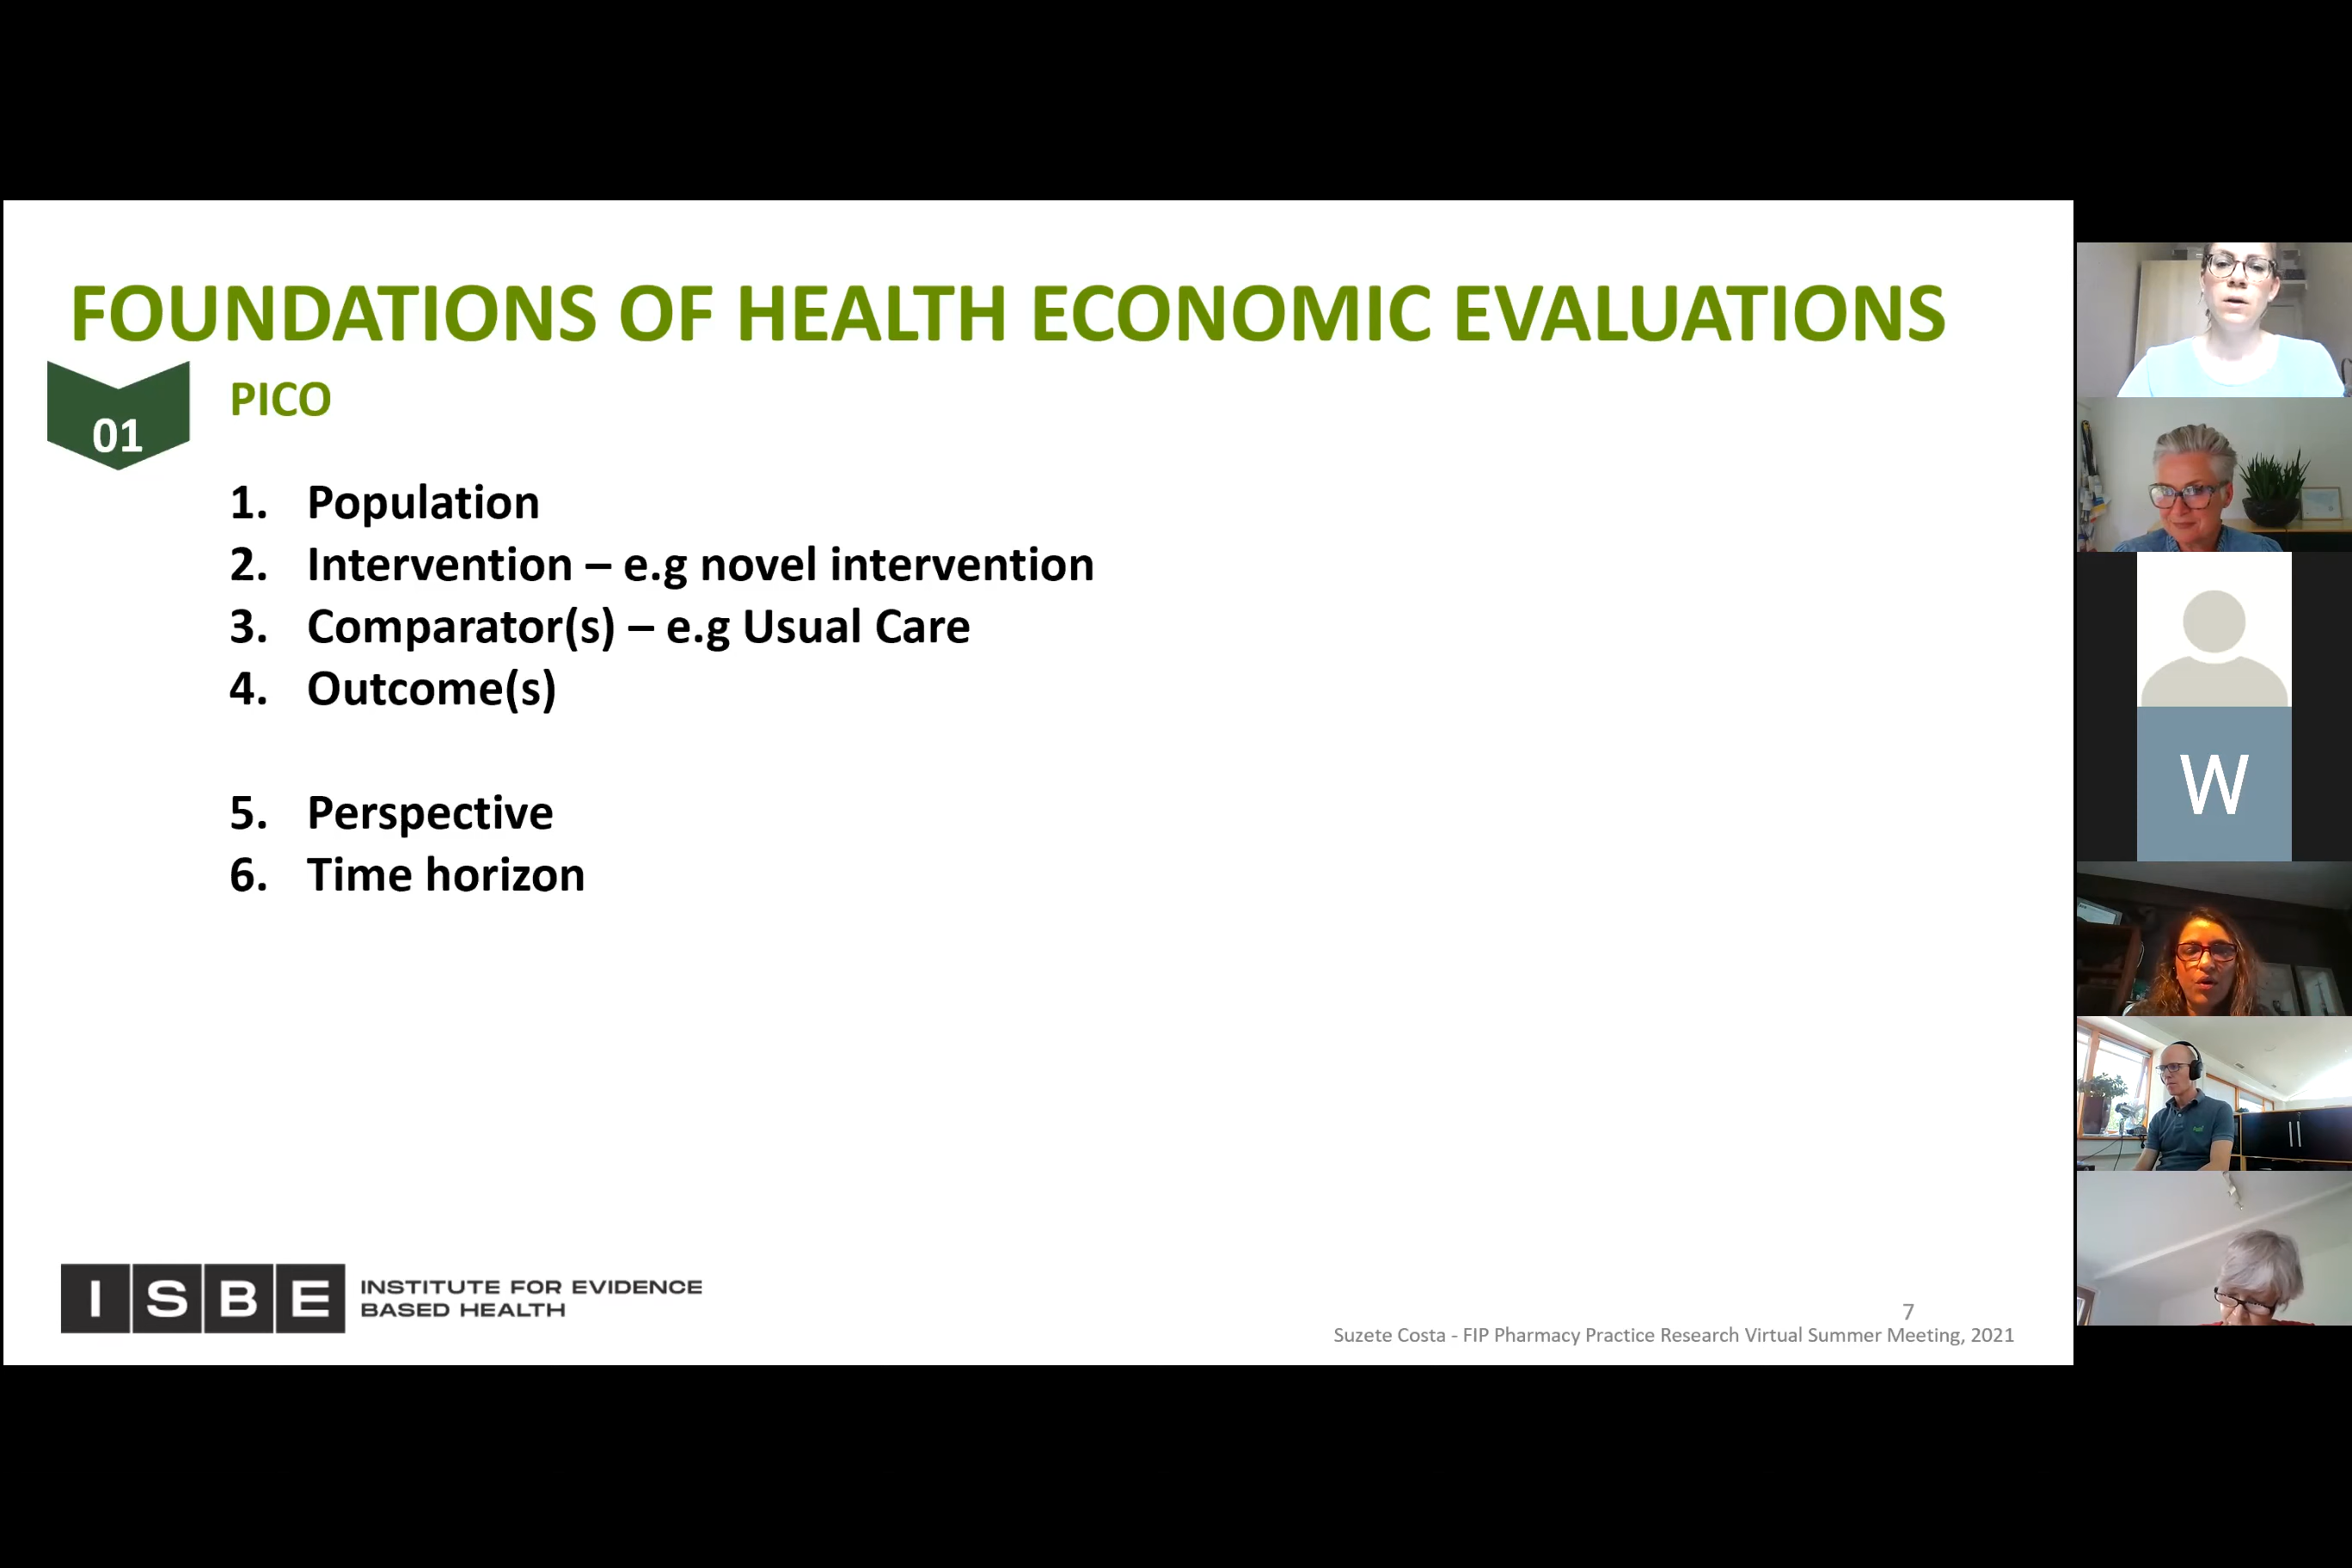 FOUNDATIONS OF HEALTH ECONOMIC EVALUATIONS
01
PICO
1. Population
2. Intervention – e.g novel intervention
3. Comparator(s) – e.g Usual Care
4. Outcome(s)
5. Perspective
6. Time horizon
W
ISBE
INSTITUTE FOR EVIDENCE
BASED HEALTH
7
Suzete Costa - FIP Pharmacy Practice Research Virtual Summer Meeting, 2021